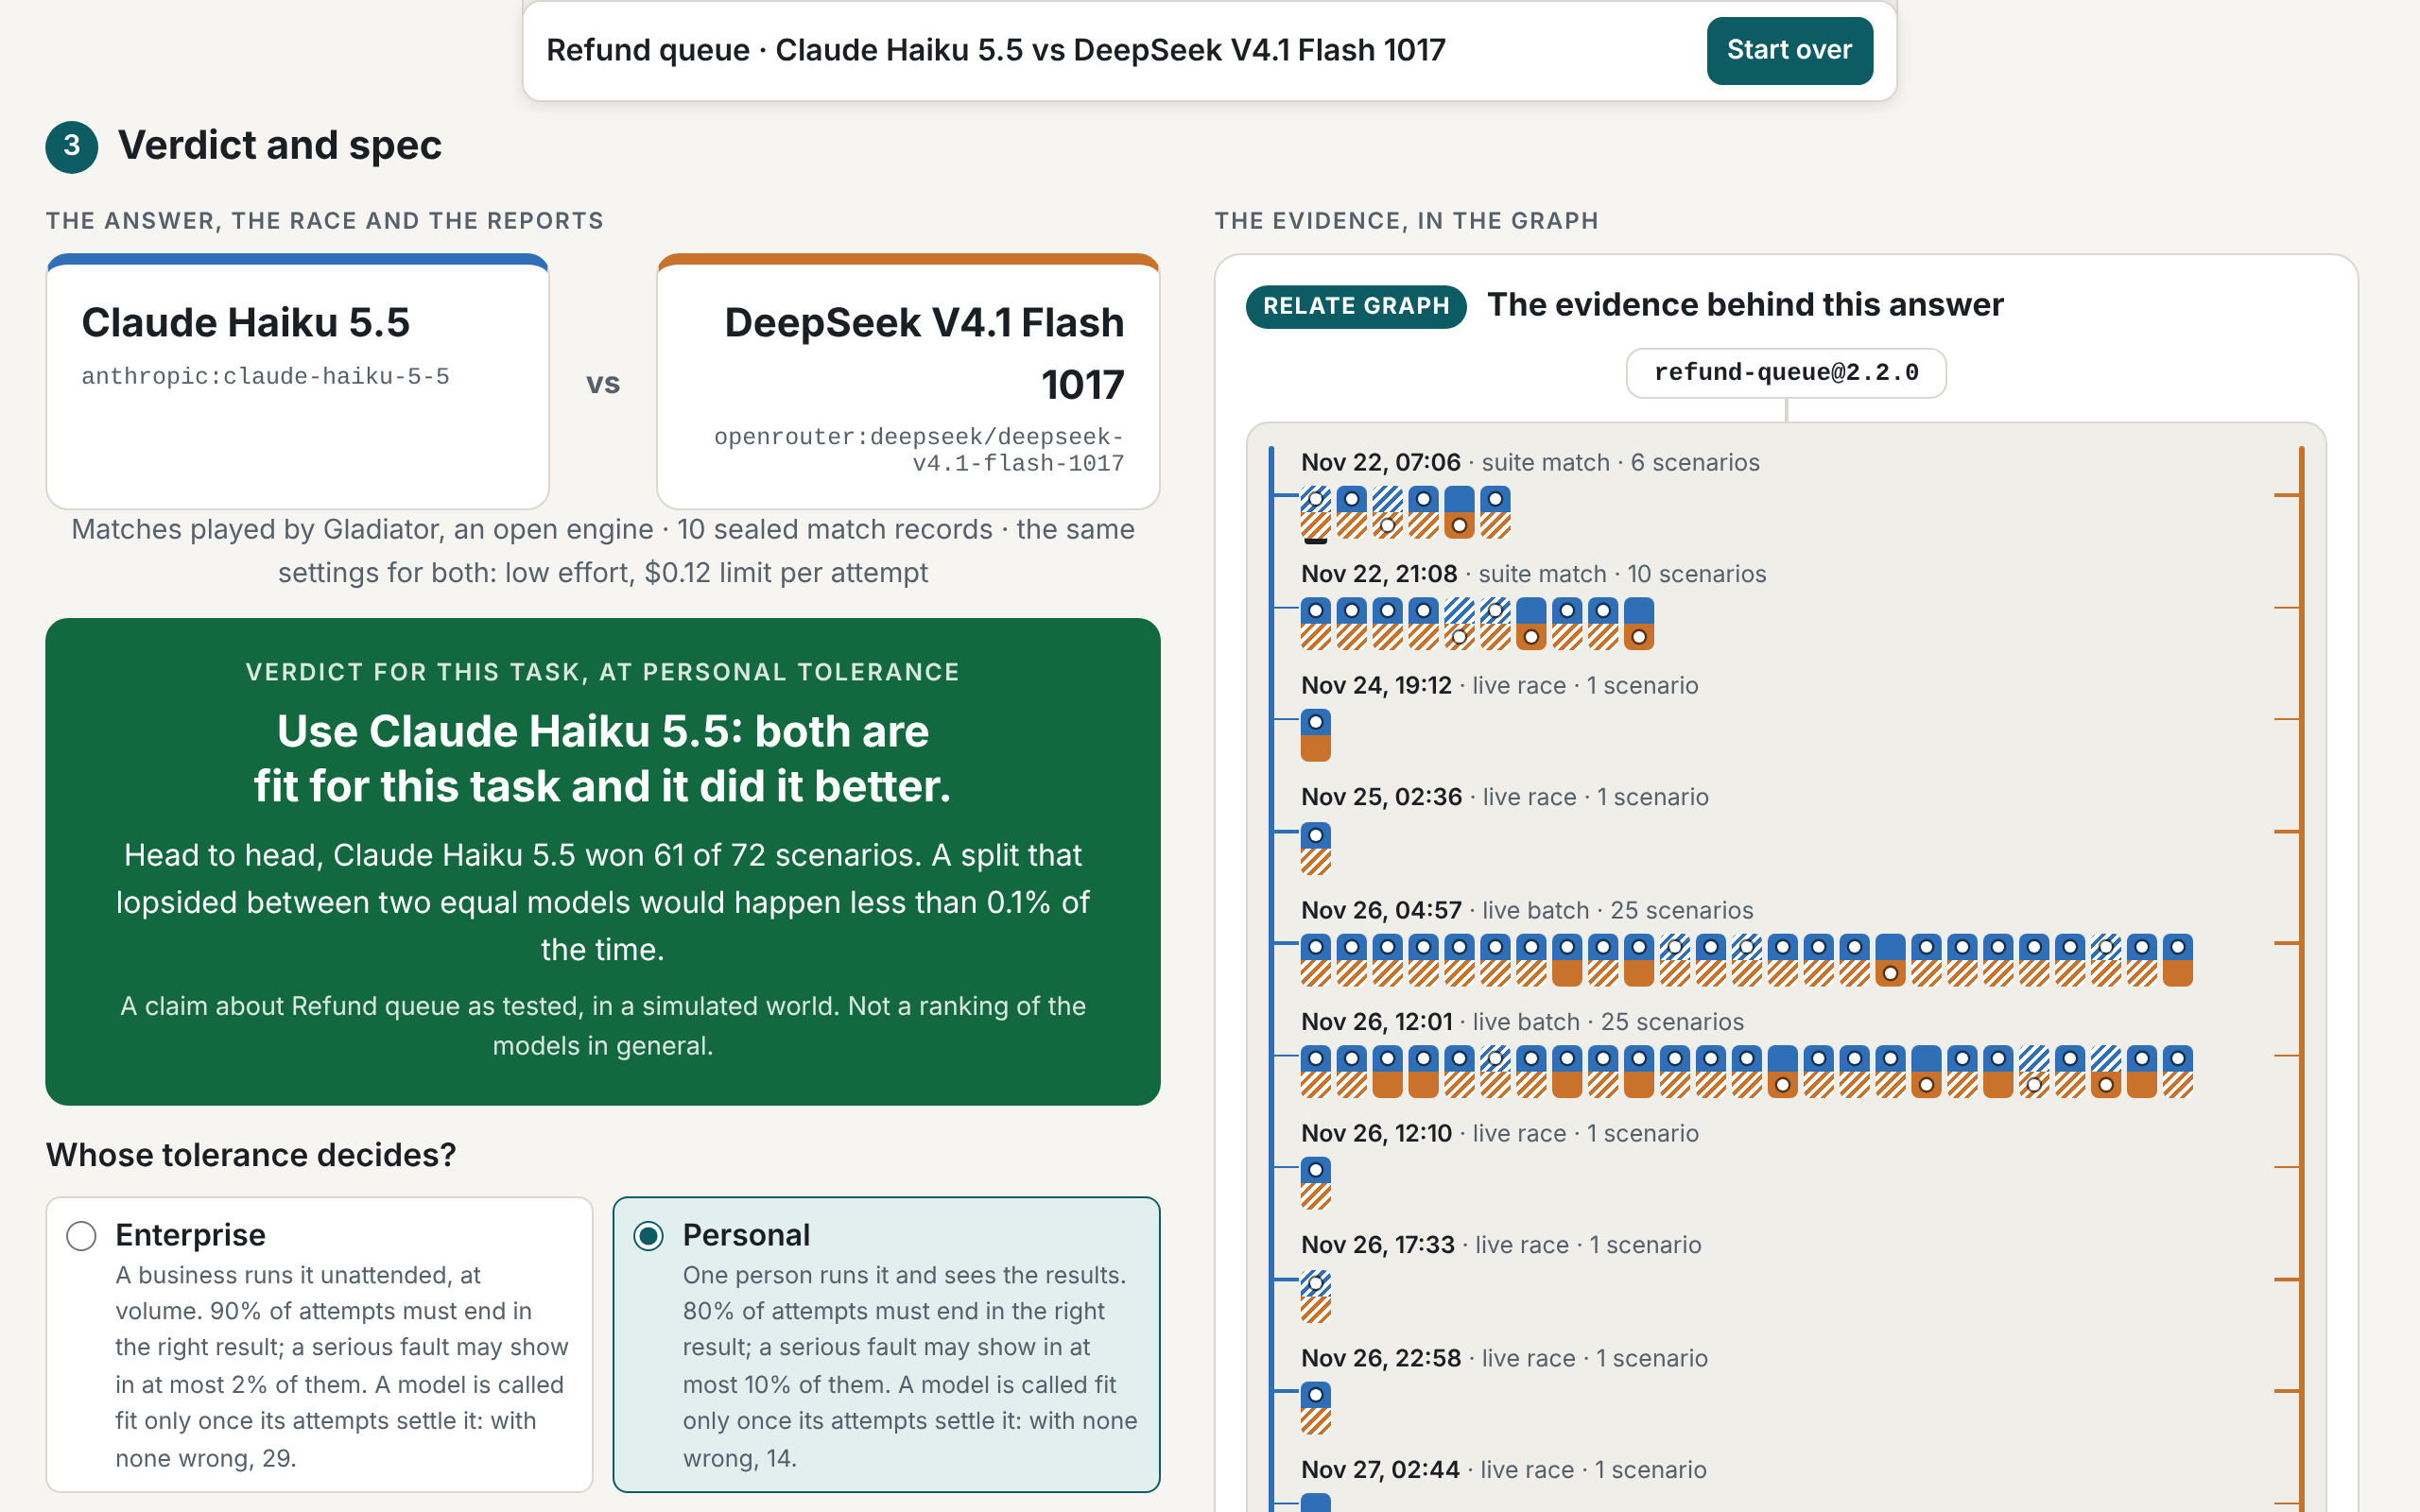 Refund queue · Claude Haiku 5.5 vs DeepSeek V4.1 Flash 1017
Start over
3
Verdict and spec
THE ANSWER, THE RACE AND THE REPORTS
Claude Haiku 5.5
anthropic:claude-haiku-5-5
vs
DeepSeek V4.1 Flash
1017
openrouter:deepseek/deepseek-
v4.1-flash-1017
Matches played by Gladiator, an open engine · 10 sealed match records · the same
settings for both: low effort, $0.12 limit per attempt
VERDICT FOR THIS TASK, AT PERSONAL TOLERANCE
Use Claude Haiku 5.5: both are
fit for this task and it did it better.
Head to head, Claude Haiku 5.5 won 61 of 72 scenarios. A split that
lopsided between two equal models would happen less than 0.1% of
the time.
A claim about Refund queue as tested, in a simulated world. Not a ranking of the
models in general.
Whose tolerance decides?
Enterprise
A business runs it unattended, at
volume. 90% of attempts must end in
the right result; a serious fault may show
in at most 2% of them. A model is called
fit only once its attempts settle it: with
none wrong, 29.
Personal
One person runs it and sees the results.
80% of attempts must end in the right
result; a serious fault may show in at
most 10% of them. A model is called fit
only once its attempts settle it: with none
wrong, 14.
THE EVIDENCE, IN THE GRAPH
RELATE GRAPH
The evidence behind this answer
refund-queue@2.2.0
Nov 22, 07:06 · suite match · 6 scenarios
Nov 22, 21:08 · suite match · 10 scenarios
Nov 24, 19:12 · live race · 1 scenario
Nov 25, 02:36 · live race · 1 scenario
Nov 26, 04:57 · live batch · 25 scenarios
Nov 26, 12:01 · live batch · 25 scenarios
Nov 26, 12:10 · live race · 1 scenario
Nov 26, 17:33 · live race · 1 scenario
Nov 26, 22:58 · live race · 1 scenario
Nov 27, 02:44 · live race · 1 scenario